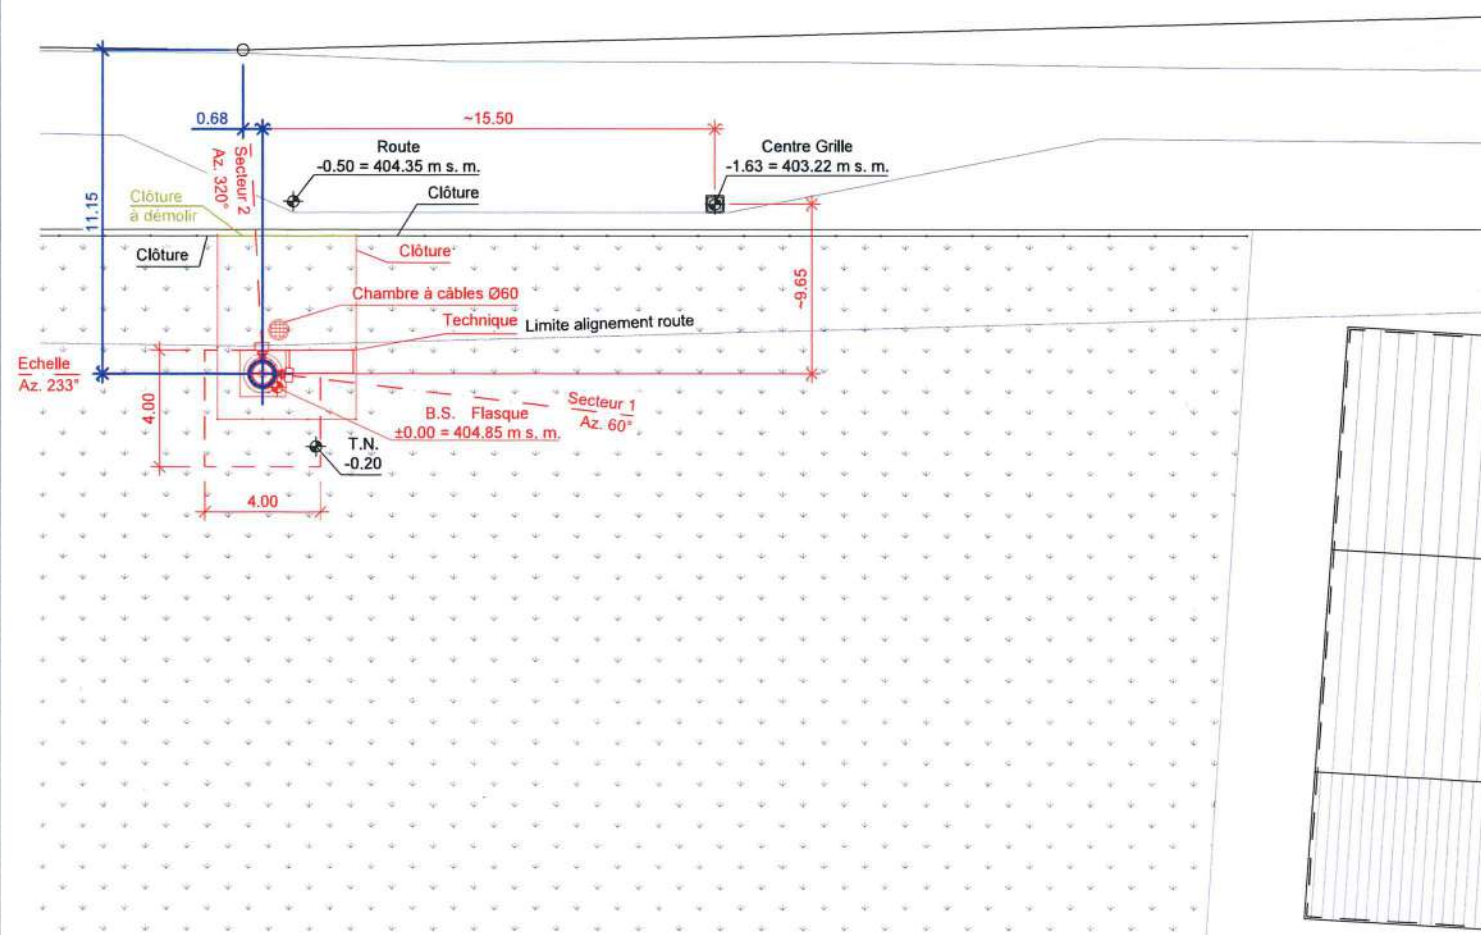 0.68
~15.50
Route
-0.50 = 404.35 m s. m.
Centre Grille
-1.63 = 403.22 m s. m.
Secteur 2
Az. 320°
Clôture
à démolir
Clôture
11.15
Clôture
Clôture
~9.65
Chambre à câbles Ø60
Technique
Limite alignement route
Echelle
Az. 233°
4.00
Secteur 1
Az. 60°
B.S. Flasque
±0.00 = 404.85 m s. m.
T.N.
-0.20
4.00